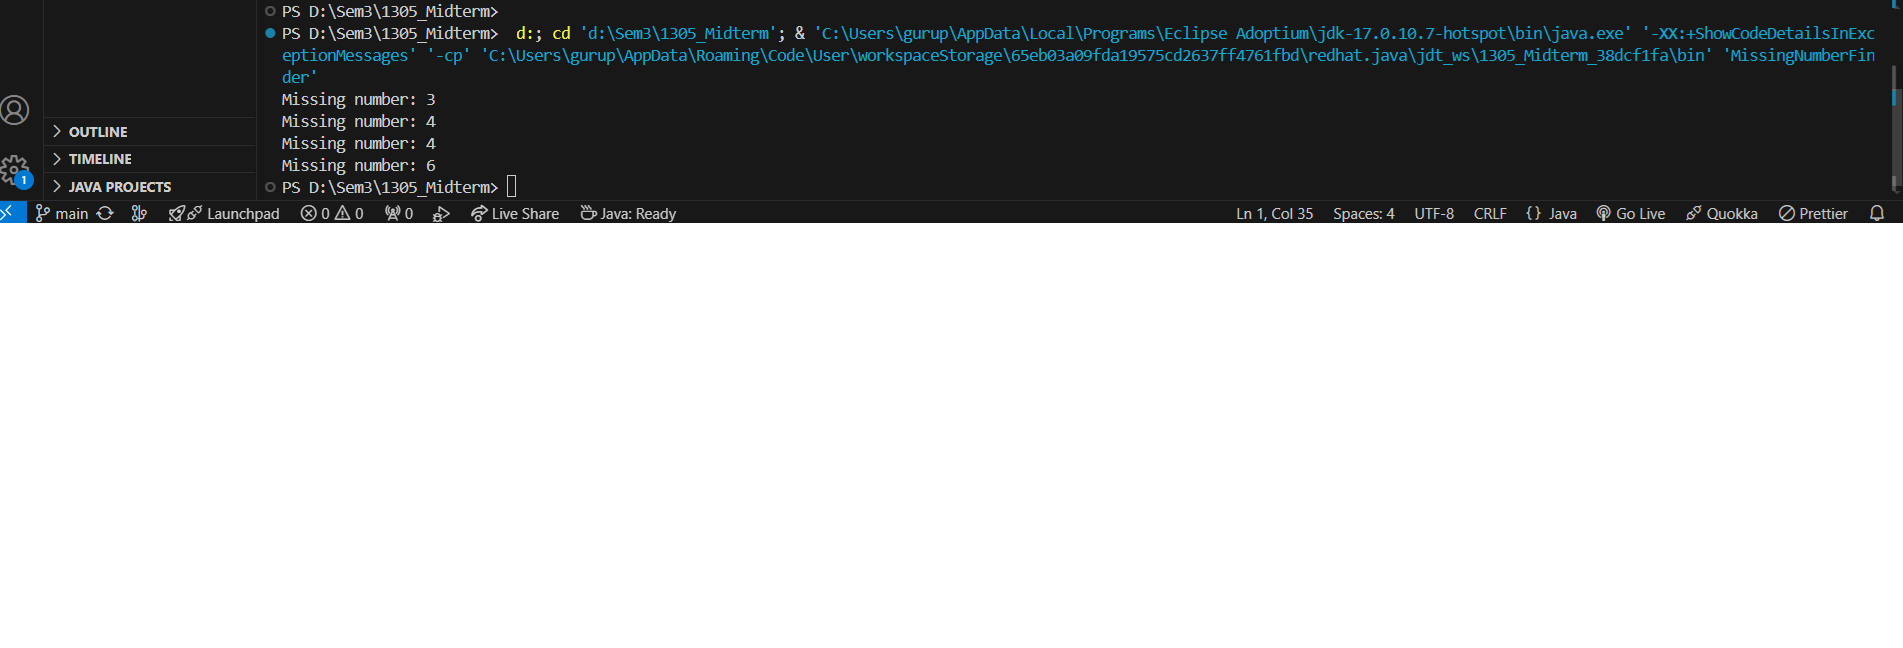 PS D:\Sem3\1305_Midterm>
PS D:\Sem3\1305_Midterm>  d:; cd 'd:\Sem3\1305_Midterm'; & 'C:\Users\gurup\AppData\Local\Programs\Eclipse Adoptium\jdk-17.0.10.7-hotspot\bin\java.exe' '-XX:+ShowCodeDetailsInExc
eptionMessages' '-cp' 'C:\Users\gurup\AppData\Roaming\Code\User\workspaceStorage\65eb03a09fda19575cd2637ff4761fbd\redhat.java\jdt_ws\1305_Midterm_38dcf1fa\bin' 'MissingNumberFin
der'
Missing number: 3
Missing number: 4
Missing number: 4
Missing number: 6
PS D:\Sem3\1305_Midterm>
OUTLINE
TIMELINE
JAVA PROJECTS
1
main Launchpad 0 0 0 Live Share Java: Ready Ln 1, Col 35 Spaces: 4 UTF-8 CRLF {} Java Go Live Quokka Prettier